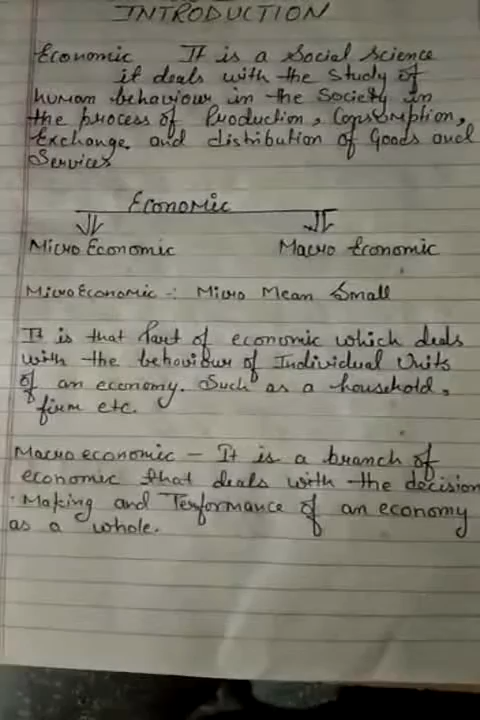 INTRODUCTION
Economic It is a Social Science
it deals with the study of
human behaviour in the Society in
the process of Production, Consumption,
Exchange and distribution of Goods and
Services
Economic
Micro Economic Macro Economic
MicroEconomic -: Micro Mean Small
It is that Part of economic which deals
with the behaviour of Individual Units
of an economy. Such as a household,
firm etc.
Macro economic - It is a branch of
economic that deals with the decision
Making and Performance of an economy
as a whole.